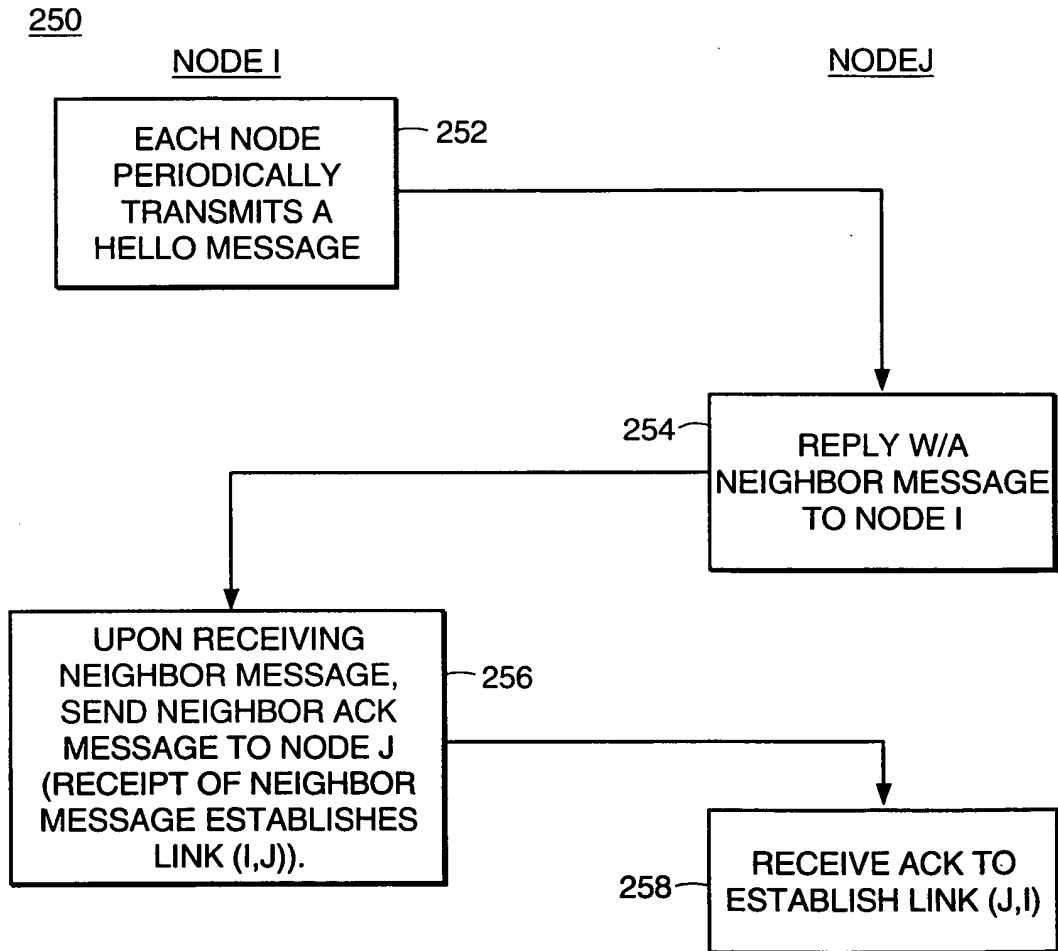 250
NODE I
NODEJ
EACH NODE
PERIODICALLY
TRANSMITS A
HELLO MESSAGE
252
254
REPLY W/A
NEIGHBOR MESSAGE
TO NODE I
UPON RECEIVING
NEIGHBOR MESSAGE,
SEND NEIGHBOR ACK
MESSAGE TO NODE J
(RECEIPT OF NEIGHBOR
MESSAGE ESTABLISHES
LINK (I,J)).
256
258
RECEIVE ACK TO
ESTABLISH LINK (J,I)